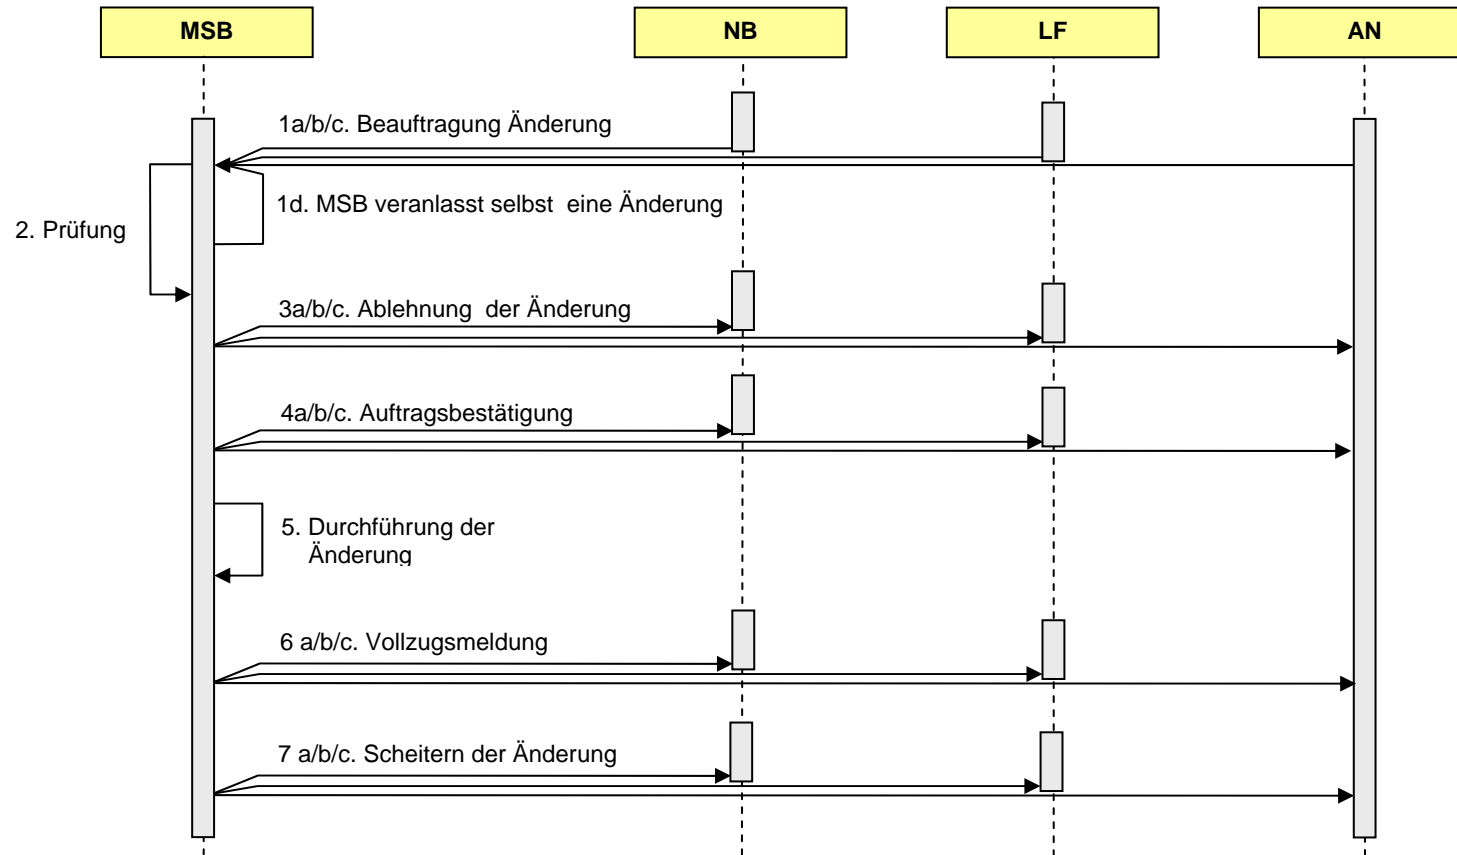 MSB NB LF AN
1a/b/c. Beauftragung Änderung
1d. MSB veranlasst selbst  eine Änderung
2. Prüfung
3a/b/c. Ablehnung  der Änderung
4a/b/c. Auftragsbestätigung
5. Durchführung der
Änderung
6 a/b/c. Vollzugsmeldung
7 a/b/c. Scheitern der Änderung